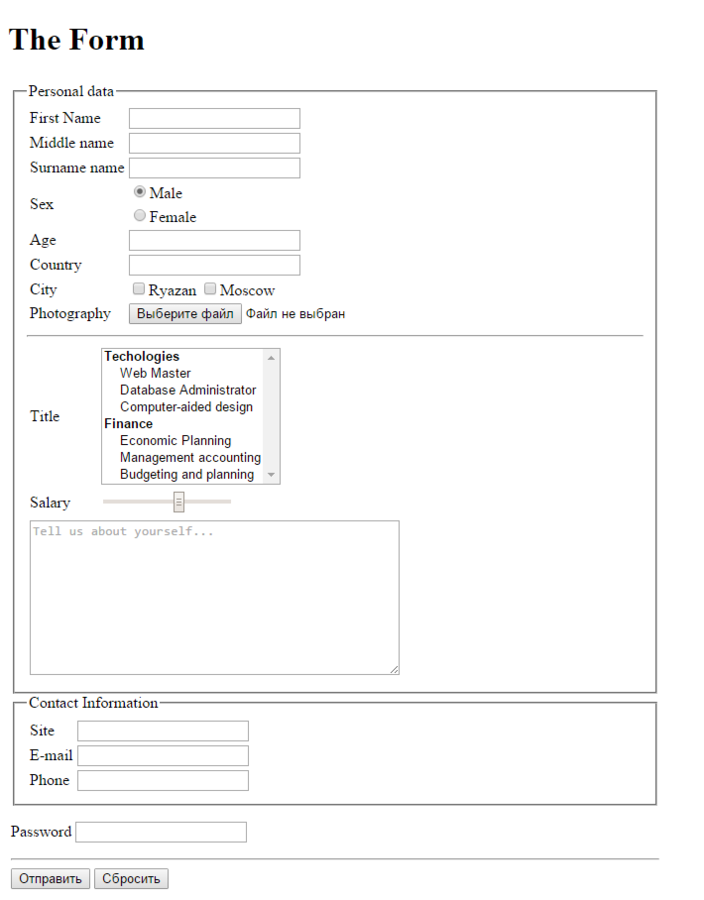 The Form
Personal data
First Name
Middle name
Surname name
Sex
Male
Female
Age
Country
City Ryazan Moscow
Photography Выберите файл Файл не выбран
Title
Techologies
Web Master
Database Administrator
Computer-aided design
Finance
Economic Planning
Management accounting
Budgeting and planning
Salary
Tell us about yourself...
Contact Information
Site
E-mail
Phone
Password
Отправить Сбросить